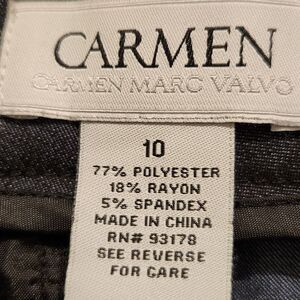 CARMEN
CARMEN MARC VALVO
10
77% POLYESTER
18% RAYON
5% SPANDEX
MADE IN CHINA
RN# 93178
SEE REVERSE
FOR CARE